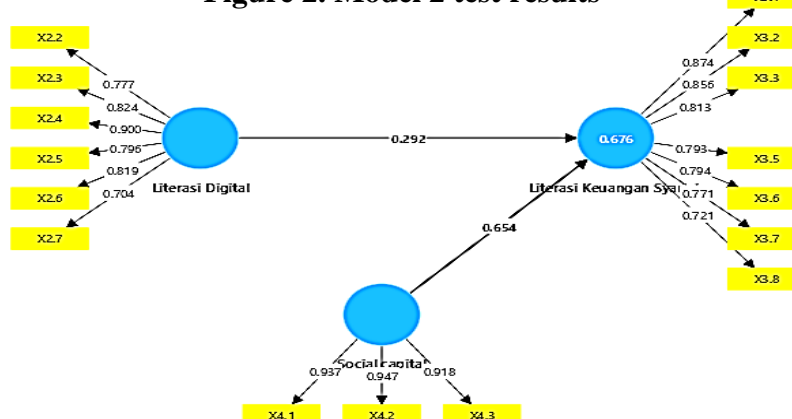 Figure 2. Model 2 test results
X2.2
X2.3
X2.4
X2.5
X2.6
X2.7
0.777
0.824
0.900
0.796
0.819
0.704
Literasi Digital
0.292
0.676
Literasi Keuangan
0.874
0.856
0.813
0.793
0.794
0.771
0.721
X3.2
X3.3
X3.5
X3.6
X3.7
X3.8
0.654
Social capital
0.937
0.947
0.918
X4.1
X4.2
X4.3